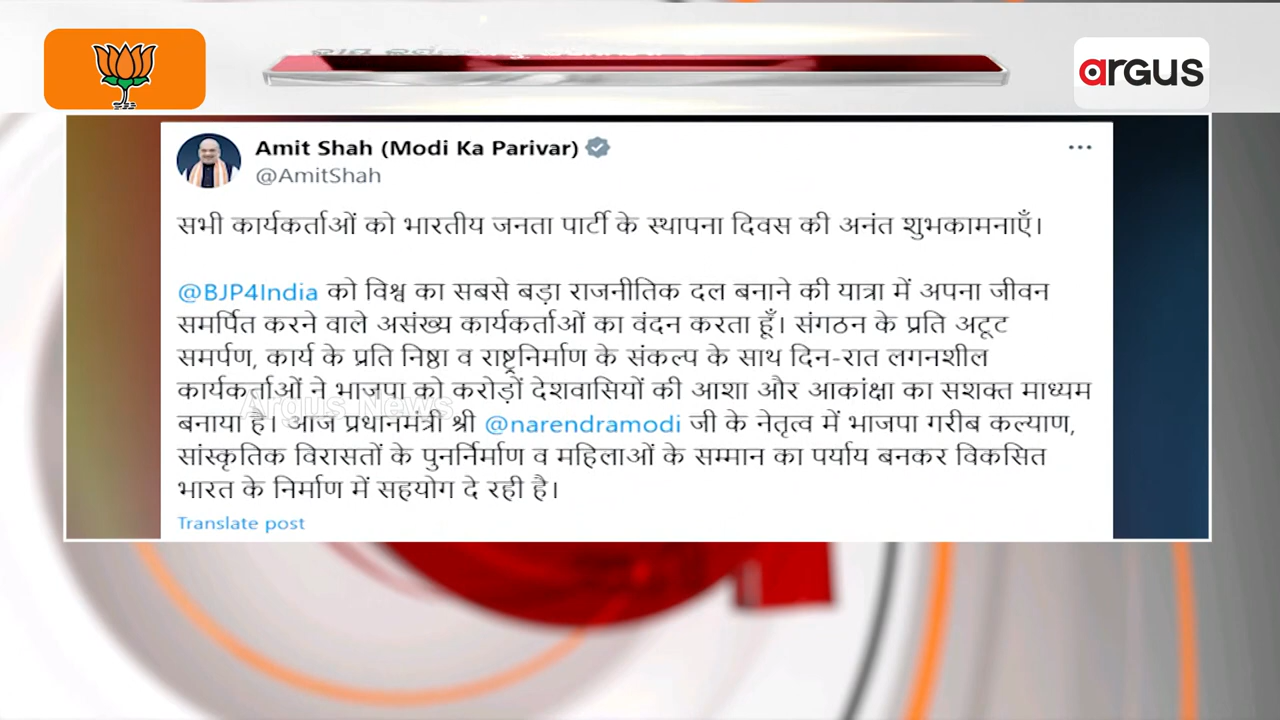 argus
Amit Shah (Modi Ka Parivar)
@AmitShah
सभी कार्यकर्ताओं को भारतीय जनता पार्टी के स्थापना दिवस की अनंत शुभकामनाएँ।
@BJP4India को विश्व का सबसे बड़ा राजनीतिक दल बनाने की यात्रा में अपना जीवन
समर्पित करने वाले असंख्य कार्यकर्ताओं का वंदन करता हूँ। संगठन के प्रति अटूट
समर्पण, कार्य के प्रति निष्ठा व राष्ट्रनिर्माण के संकल्प के साथ दिन-रात लगनशील
कार्यकर्ताओं ने भाजपा को करोड़ों देशवासियों की आशा और आकांक्षा का सशक्त माध्यम
Argus News
बनाया है। आज प्रधानमंत्री श्री @narendramodi जी के नेतृत्व में भाजपा गरीब कल्याण,
सांस्कृतिक विरासतों के पुनर्निर्माण व महिलाओं के सम्मान का पर्याय बनकर विकसित
भारत के निर्माण में सहयोग दे रही है।
Translate post